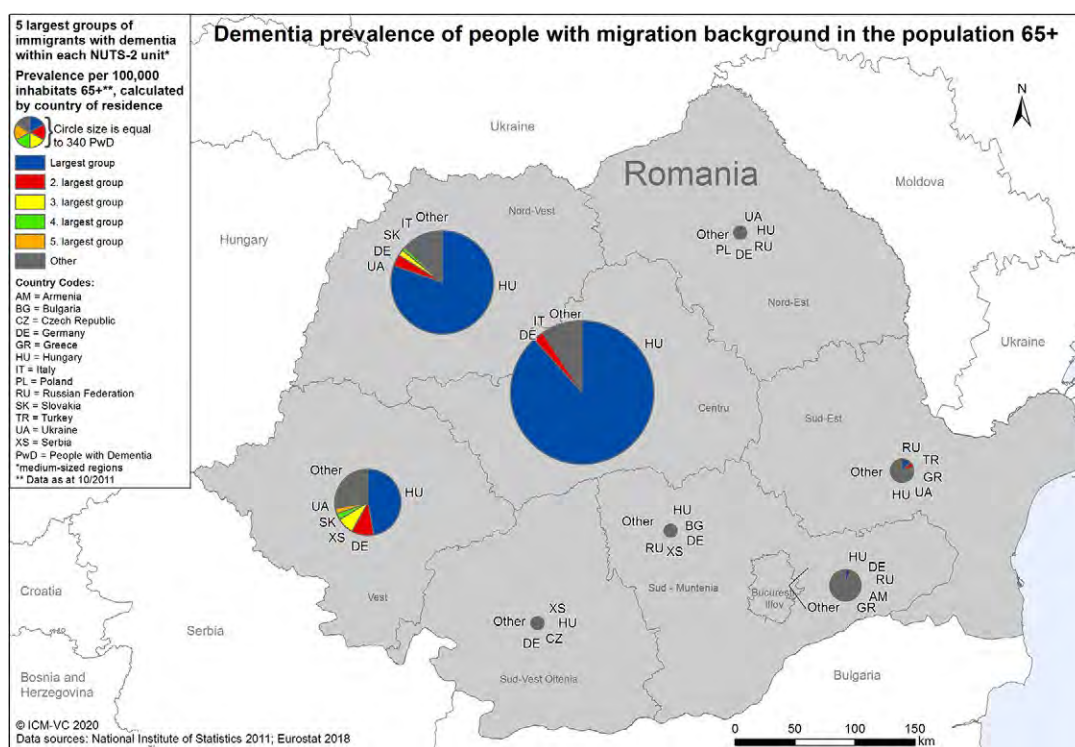 Dementia prevalence of people with migration background in the population 65+
5 largest groups of
immigrants with dementia
within each NUTS-2 unit*
Prevalence per 100,000
inhabitats 65+**, calculated
by country of residence
Circle size is equal
to 340 PwD
Largest group
2. largest group
3. largest group
4. largest group
5. largest group
Other
Country Codes:
AM = Armenia
BG = Bulgaria
CZ = Czech Republic
DE = Germany
GR = Greece
HU = Hungary
IT = Italy
PL = Poland
RU = Russian Federation
SK = Slovakia
TR = Turkey
UA = Ukraine
XS = Serbia
PwD = People with Dementia
*medium-sized regions
** Data as at 10/2011
N
Ukraine
Romania
Moldova
Hungary
Nord-Vest
IT Other
SK
DE
UA
HU
UA
Other HU
PL DE RU
Nord-Est
Ukraine
IT Other
DE
HU
Centru
Sud-Est
RU
TR
Other GR
HU UA
Other
HU
UA
SK
XS
DE
Vest
HU
Other BG
DE
RU XS
Sud - Muntenia
Bucuresti
Ilfov
HU
DE
RU
AM
Other GR
XS
Other HU
DE CZ
Sud-Vest Oltenia
Croatia
Serbia
Bosnia and
Herzegovina
Bulgaria
© ICM-VC 2020
Data sources: National Institute of Statistics 2011; Eurostat 2018
0 50 100 150
km